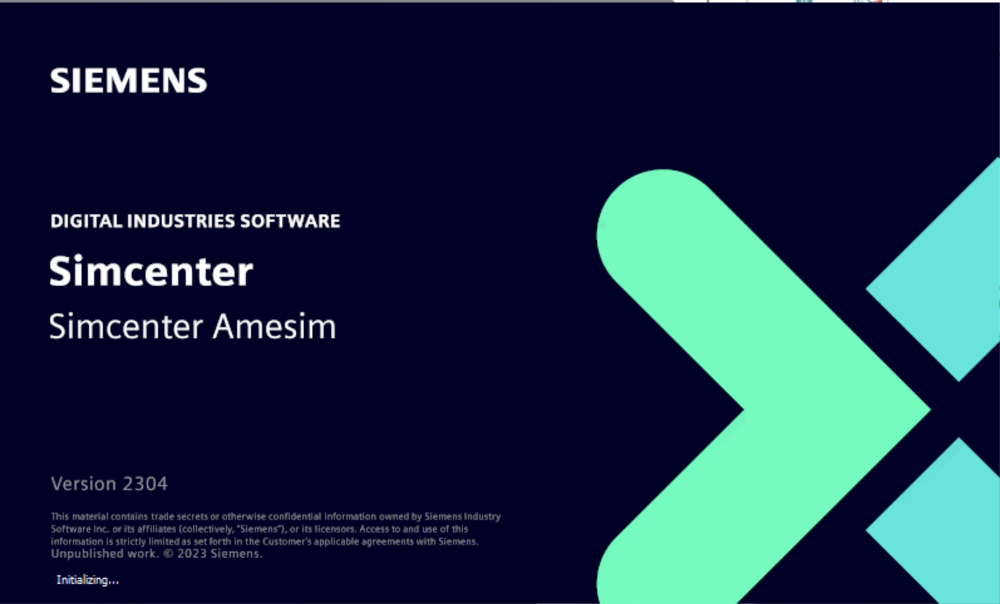 SIEMENS
DIGITAL INDUSTRIES SOFTWARE
Simcenter
Simcenter Amesim
Version 2304
This material contains trade secrets or otherwise confidential information owned by Siemens Industry
Software Inc. or its affiliates (collectively, "Siemens"), or its licensors. Access to and use of this
information is strictly limited as set forth in the Customer's applicable agreements with Siemens.
Unpublished work. © 2023 Siemens.
Initializing...